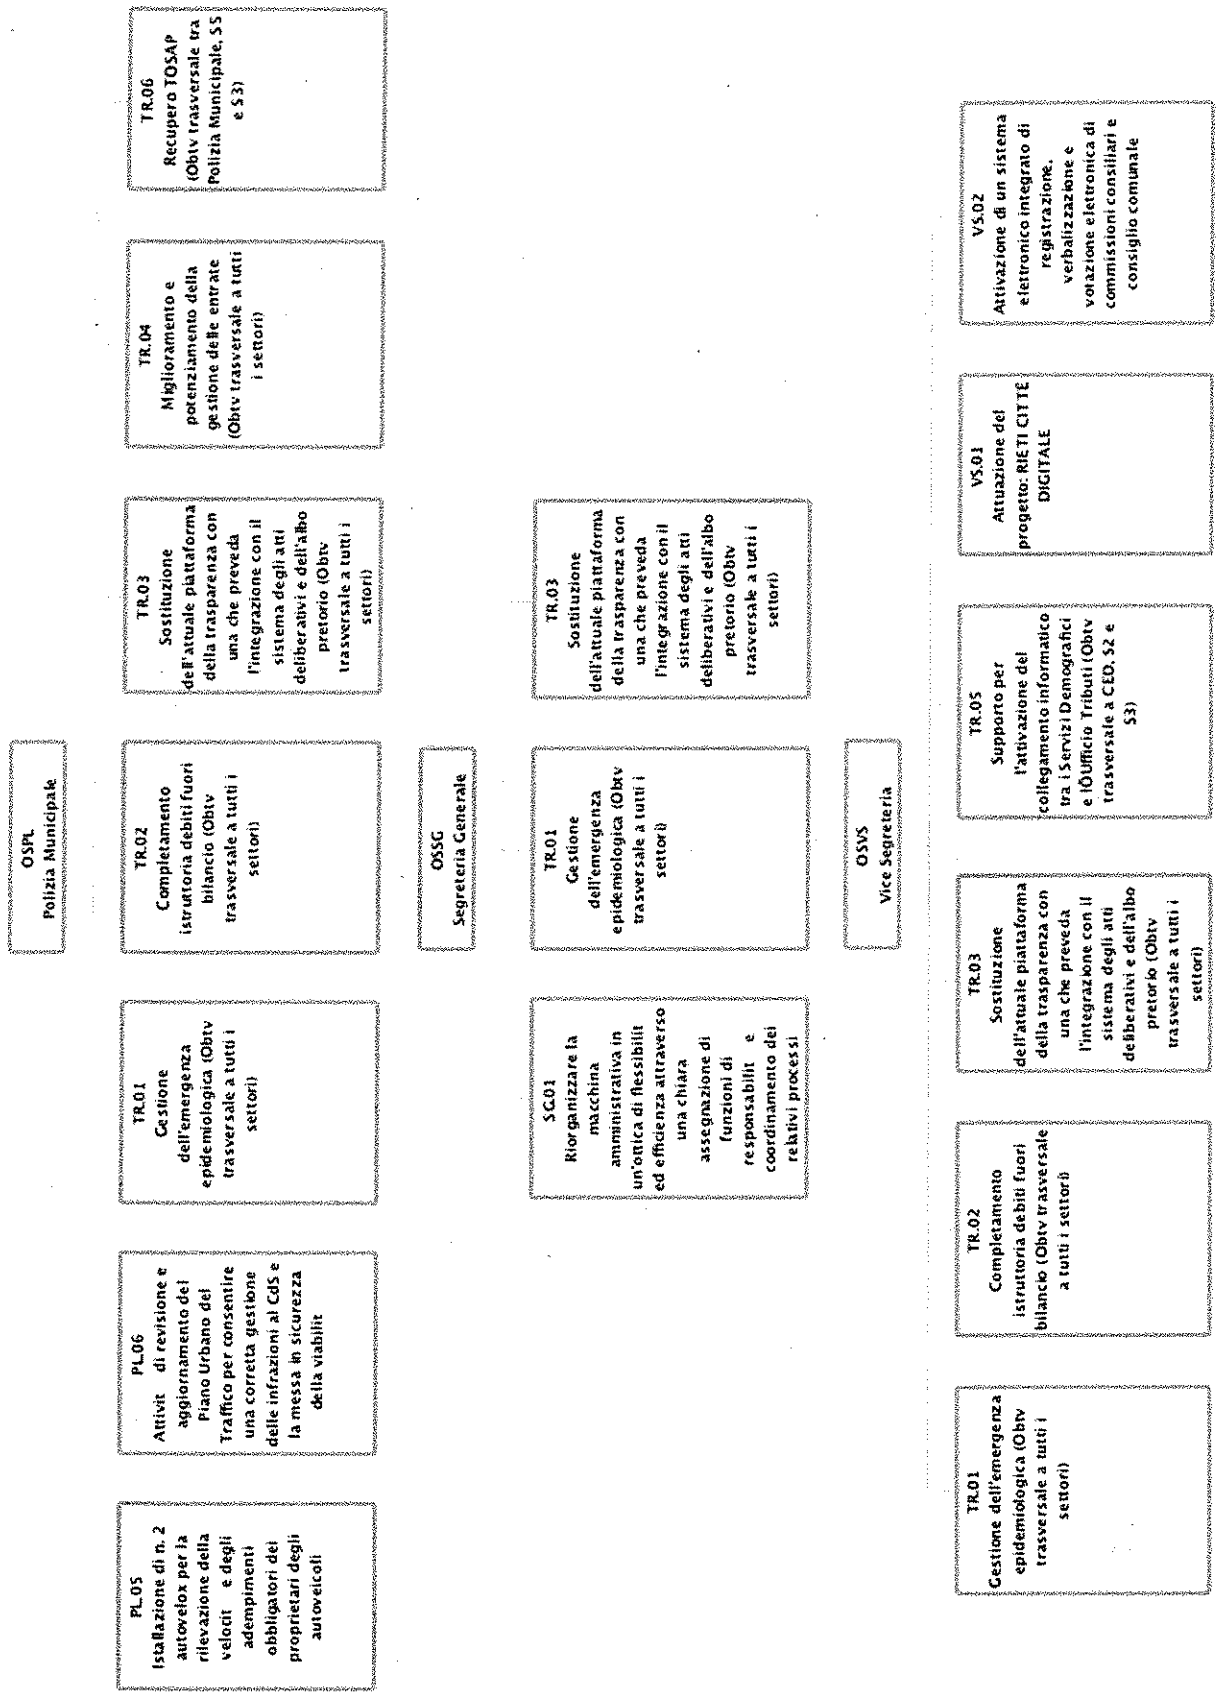 OSPL
Polizia Municipale
PL.05
Istallazione di n. 2
autovelox per la
rilevazione della
velocit e degli
adempimenti
obbligatori dei
proprietari degli
autoveicoli
PL.06
Attivit di revisione e
aggiornamento del
Piano Urbano del
Traffico per consentire
una corretta gestione
delle infrazioni al CdS e
la messa in sicurezza
della viabilit
TR.01
Gestione
dell'emergenza
epidemiologica (Obtv
trasversale a tutti i
settori)
TR.02
Completamento
istruttoria debiti fuori
bilancio (Obtv
trasversale a tutti i
settori)
TR.03
Sostituzione
dell'attuale piattaforma
della trasparenza con
una che preveda
l'integrazione con il
sistema degli atti
deliberativi e dell'albo
pretorio (Obtv
trasversale a tutti i
settori)
TR.04
Miglioramento e
potenziamento della
gestione delle entrate
(Obtv trasversale a tutti
i settori)
TR.06
Recupero TOSAP
(Obtv trasversale tra
Polizia Municipale, S5
e S3)
OSSG
Segreteria Generale
SG.01
Riorganizzare la
macchina
amministrativa in
un'ottica di flessibilit
ed efficienza attraverso
una chiara
assegnazione di
funzioni di
responsabilit e
coordinamento dei
relativi processi
TR.01
Gestione
dell'emergenza
epidemiologica (Obtv
trasversale a tutti i
settori)
TR.03
Sostituzione
dell'attuale piattaforma
della trasparenza con
una che preveda
l'integrazione con il
sistema degli atti
deliberativi e dell'albo
pretorio (Obtv
trasversale a tutti i
settori)
OSVS
Vice Segreteria
TR.01
Gestione dell'emergenza
epidemiologica (Obtv
trasversale a tutti i
settori)
TR.02
Completamento
istruttoria debiti fuori
bilancio (Obtv trasversale
a tutti i settori)
TR.03
Sostituzione
dell'attuale piattaforma
della trasparenza con
una che preveda
l'integrazione con il
sistema degli atti
deliberativi e dell'albo
pretorio (Obtv
trasversale a tutti i
settori)
TR.05
Supporto per
l'attivazione del
collegamento informatico
tra i Servizi Demografici
e lÕUfficio Tributi (Obtv
trasversale a CED, S2 e
S3)
VS.01
Attuazione del
progetto: RIETI CITTE
DIGITALE
VS.02
Attivazione di un sistema
elettronico integrato di
registrazione,
verbalizzazione e
votazione elettronica di
commissioni consiliari e
consiglio comunale